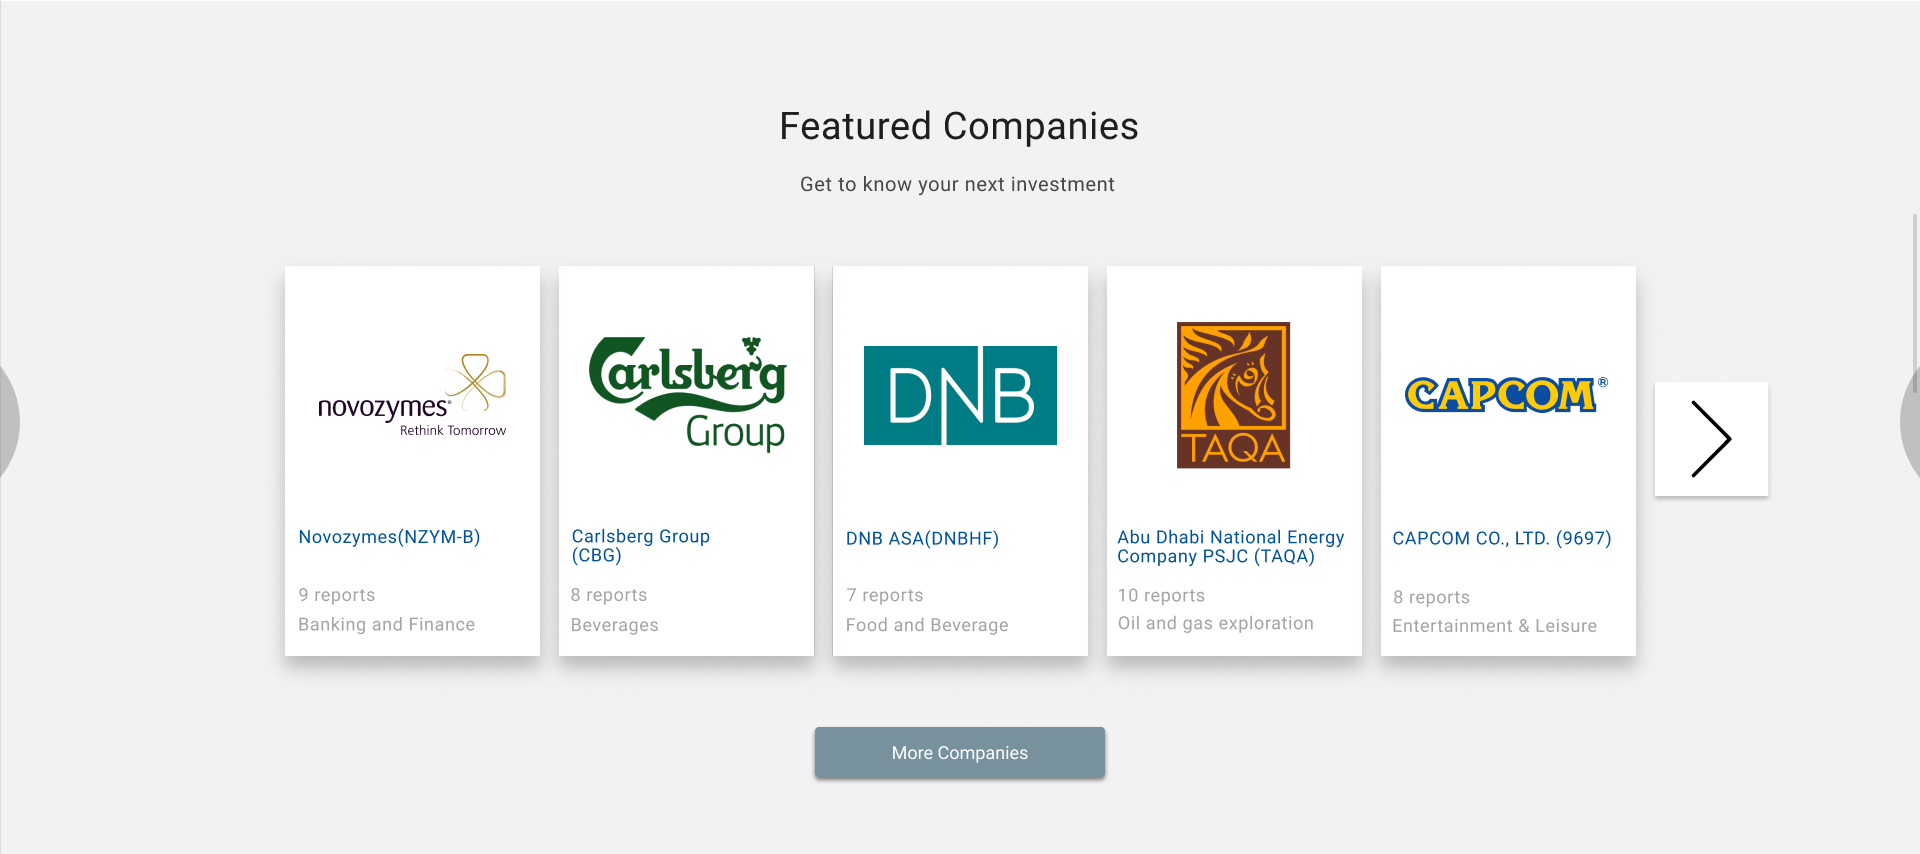 Featured Companies
Get to know your next investment
novozymes®
Rethink Tomorrow
Carlsberg
Group
DNB
TAQA
CAPCOM®
Novozymes(NZYM-B)
9 reports
Banking and Finance
Carlsberg Group
(CBG)
8 reports
Beverages
DNB ASA(DNBHF)
7 reports
Food and Beverage
Abu Dhabi National Energy
Company PSJC (TAQA)
10 reports
Oil and gas exploration
CAPCOM CO., LTD. (9697)
8 reports
Entertainment & Leisure
More Companies